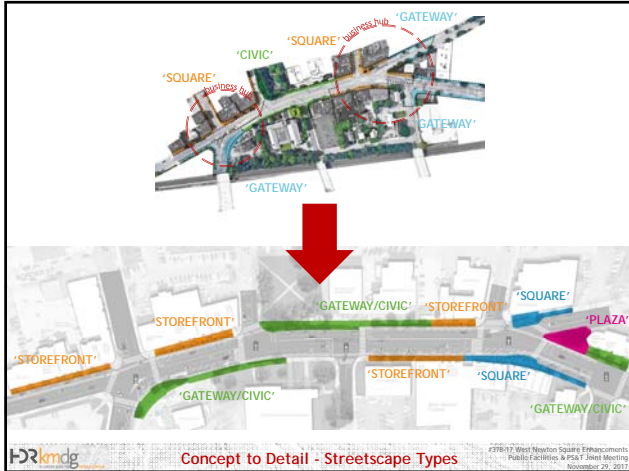 'GATEWAY'
business hub
'SQUARE'
'CIVIC'
'SQUARE'
business hub
'GATEWAY'
'GATEWAY'
'SQUARE'
'GATEWAY/CIVIC'
'STOREFRONT'
'PLAZA'
'STOREFRONT'
'STOREFRONT'
'STOREFRONT'
'SQUARE'
'GATEWAY/CIVIC'
'GATEWAY/CIVIC'
HDR kmdg
Concept to Detail - Streetscape Types
#378-17 West Newton Square Enhancements
Public Facilities & PS&T Joint Meeting
November 29, 2017